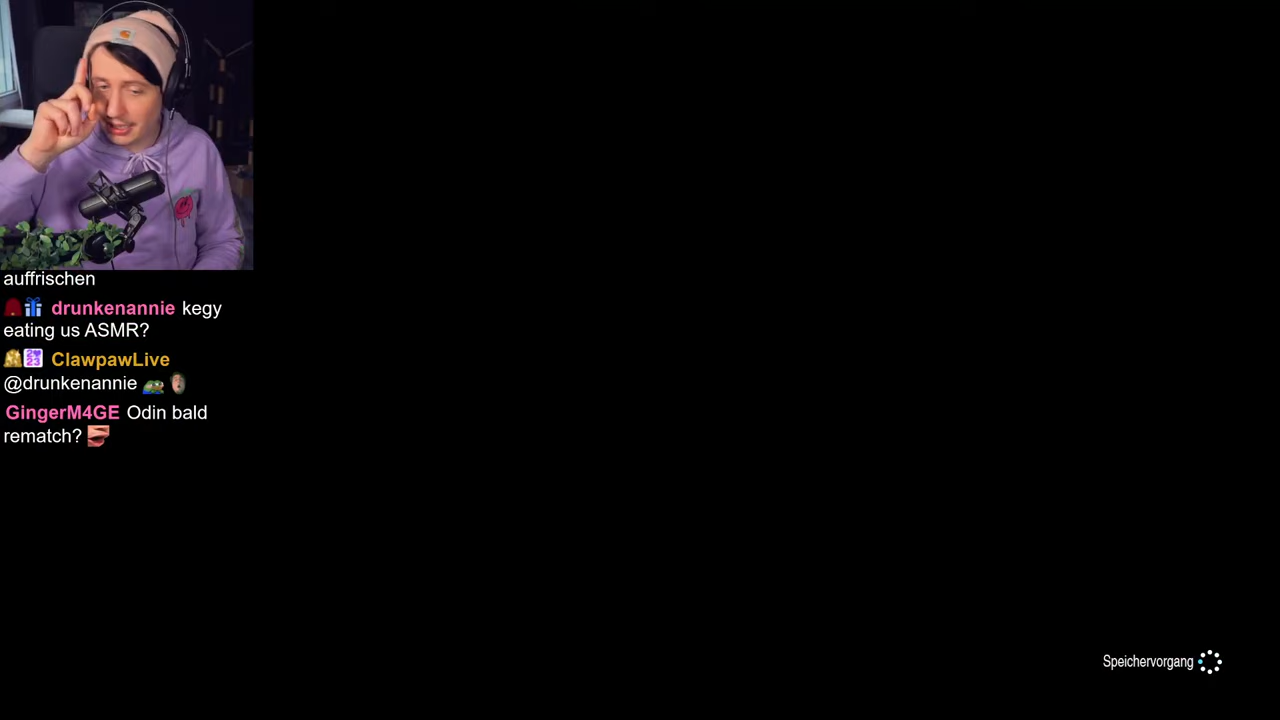 auffrischen
drunkenannie kegy
eating us ASMR?
ClawpawLive
@drunkenannie
GingerM4GE Odin bald
rematch?
Speichervorgang